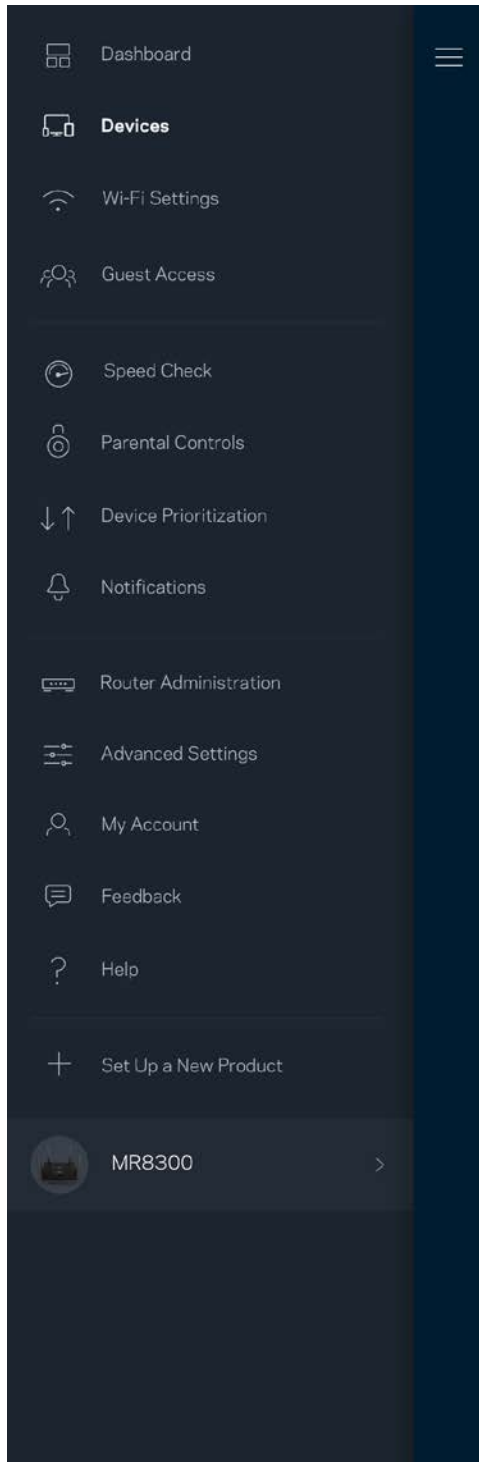 Dashboard
Devices
Wi-Fi Settings
Guest Access
Speed Check
Parental Controls
Device Prioritization
Notifications
Router Administration
Advanced Settings
My Account
Feedback
Help
Set Up a New Product
MR8300